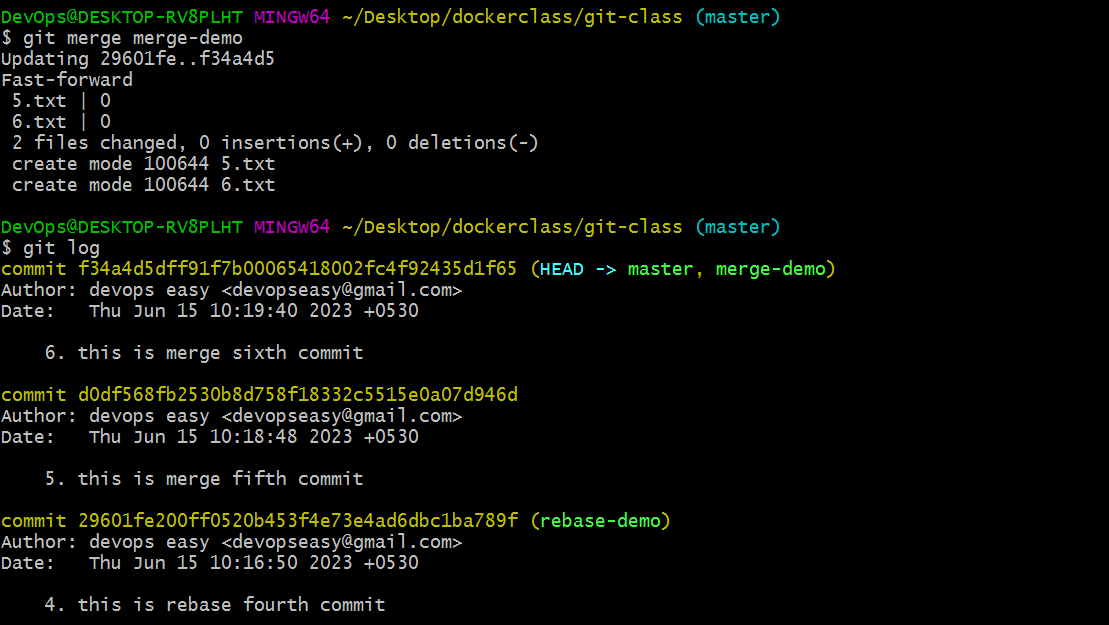 DevOps@DESKTOP-RV8PLHT MINGW64 ~/Desktop/dockerclass/git-class (master)
$ git merge merge-demo
Updating 29601fe..f34a4d5
Fast-forward
 5.txt | 0
 6.txt | 0
 2 files changed, 0 insertions(+), 0 deletions(-)
 create mode 100644 5.txt
 create mode 100644 6.txt
DevOps@DESKTOP-RV8PLHT MINGW64 ~/Desktop/dockerclass/git-class (master)
$ git log
commit f34a4d5dff91f7b00065418002fc4f92435d1f65 (HEAD -> master, merge-demo)
Author: devops easy <devopseasy@gmail.com>
Date:   Thu Jun 15 10:19:40 2023 +0530
    6. this is merge sixth commit
commit d0df568fb2530b8d758f18332c5515e0a07d946d
Author: devops easy <devopseasy@gmail.com>
Date:   Thu Jun 15 10:18:48 2023 +0530
    5. this is merge fifth commit
commit 29601fe200ff0520b453f4e73e4ad6dbc1ba789f (rebase-demo)
Author: devops easy <devopseasy@gmail.com>
Date:   Thu Jun 15 10:16:50 2023 +0530
    4. this is rebase fourth commit